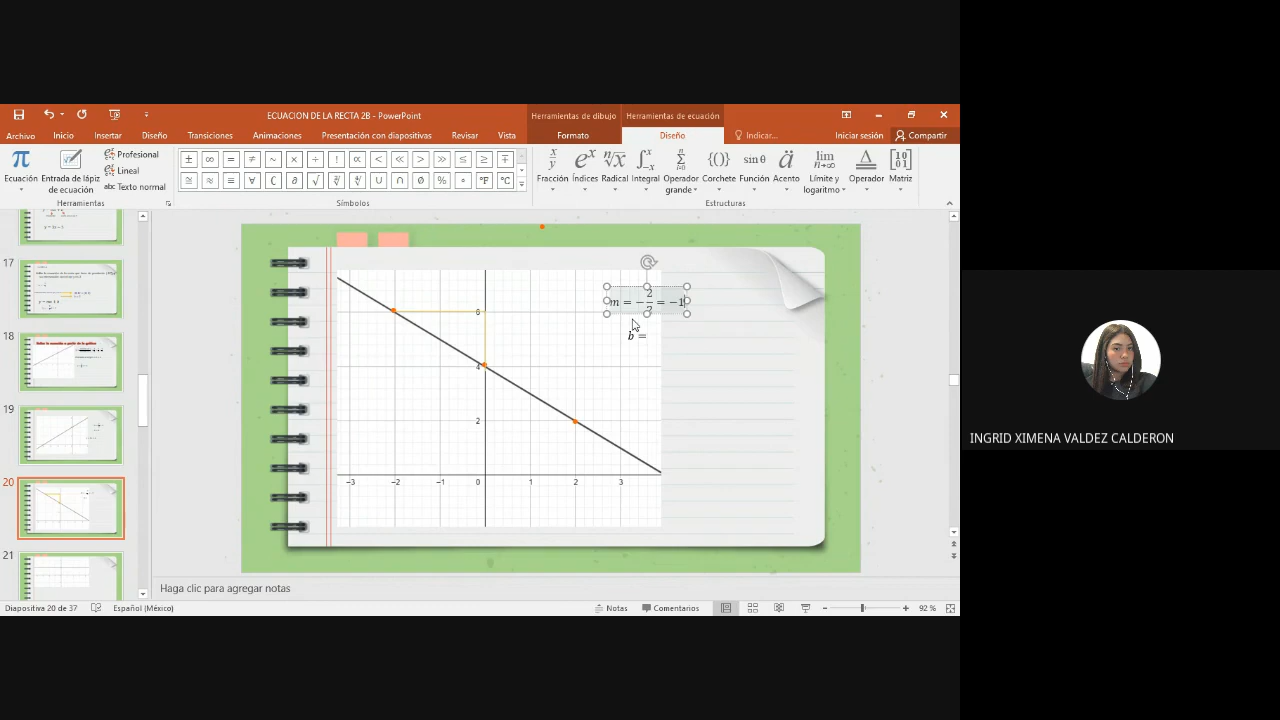 ECUACION DE LA RECTA 2B - PowerPoint
Herramientas de dibujo
Herramientas de ecuación
Archivo
Inicio
Insertar
Diseño
Transiciones
Animaciones
Presentación con diapositivas
Revisar
Vista
Formato
Diseño
Indicar...
Iniciar sesión
Compartir
π
Ecuación
Entrada de lápiz
de ecuación
Profesional
Lineal
abc Texto normal
Herramientas
± ∞ = ≠ ~ × ÷ ! ∝ < ≪ > ≫ ≤ ≥ ∓
≅ ≈ ≡ ∀ ∁ ∂ √ ∛ ∜ ∪ ∩ ∅ % ° °F °C
Símbolos
Fracción
Índices
Radical
Integral
Operador
grande
Corchete
sin θ
Función
Acento
lim
n→∞
Límite y
logaritmo
Operador
Matriz
Estructuras
17
18
19
20
21
6
4
2
−3 −2 −1 0 1 2 3
m = −2/2 = −1
b =
Haga clic para agregar notas
Diapositiva 20 de 37
Español (México)
Notas
Comentarios
92 %
INGRID XIMENA VALDEZ CALDERON